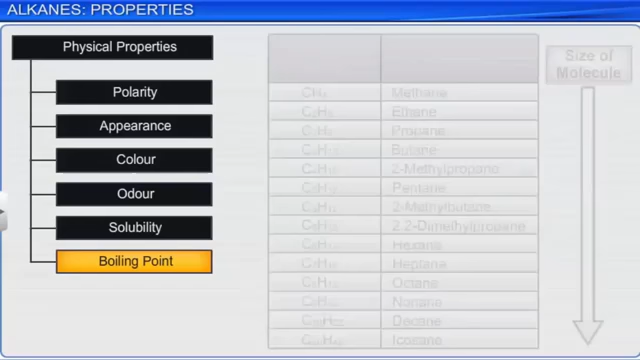 ALKANES: PROPERTIES
Physical Properties
Polarity
Appearance
Colour
Odour
Solubility
Boiling Point
Size of
Molecule
CH₄ Methane
Ethane
Propane
Butane
2-Methylpropane
Pentane
2-Methylbutane
2,2-Dimethylpropane
Hexane
Heptane
Octane
Nonane
Decane
Icosane